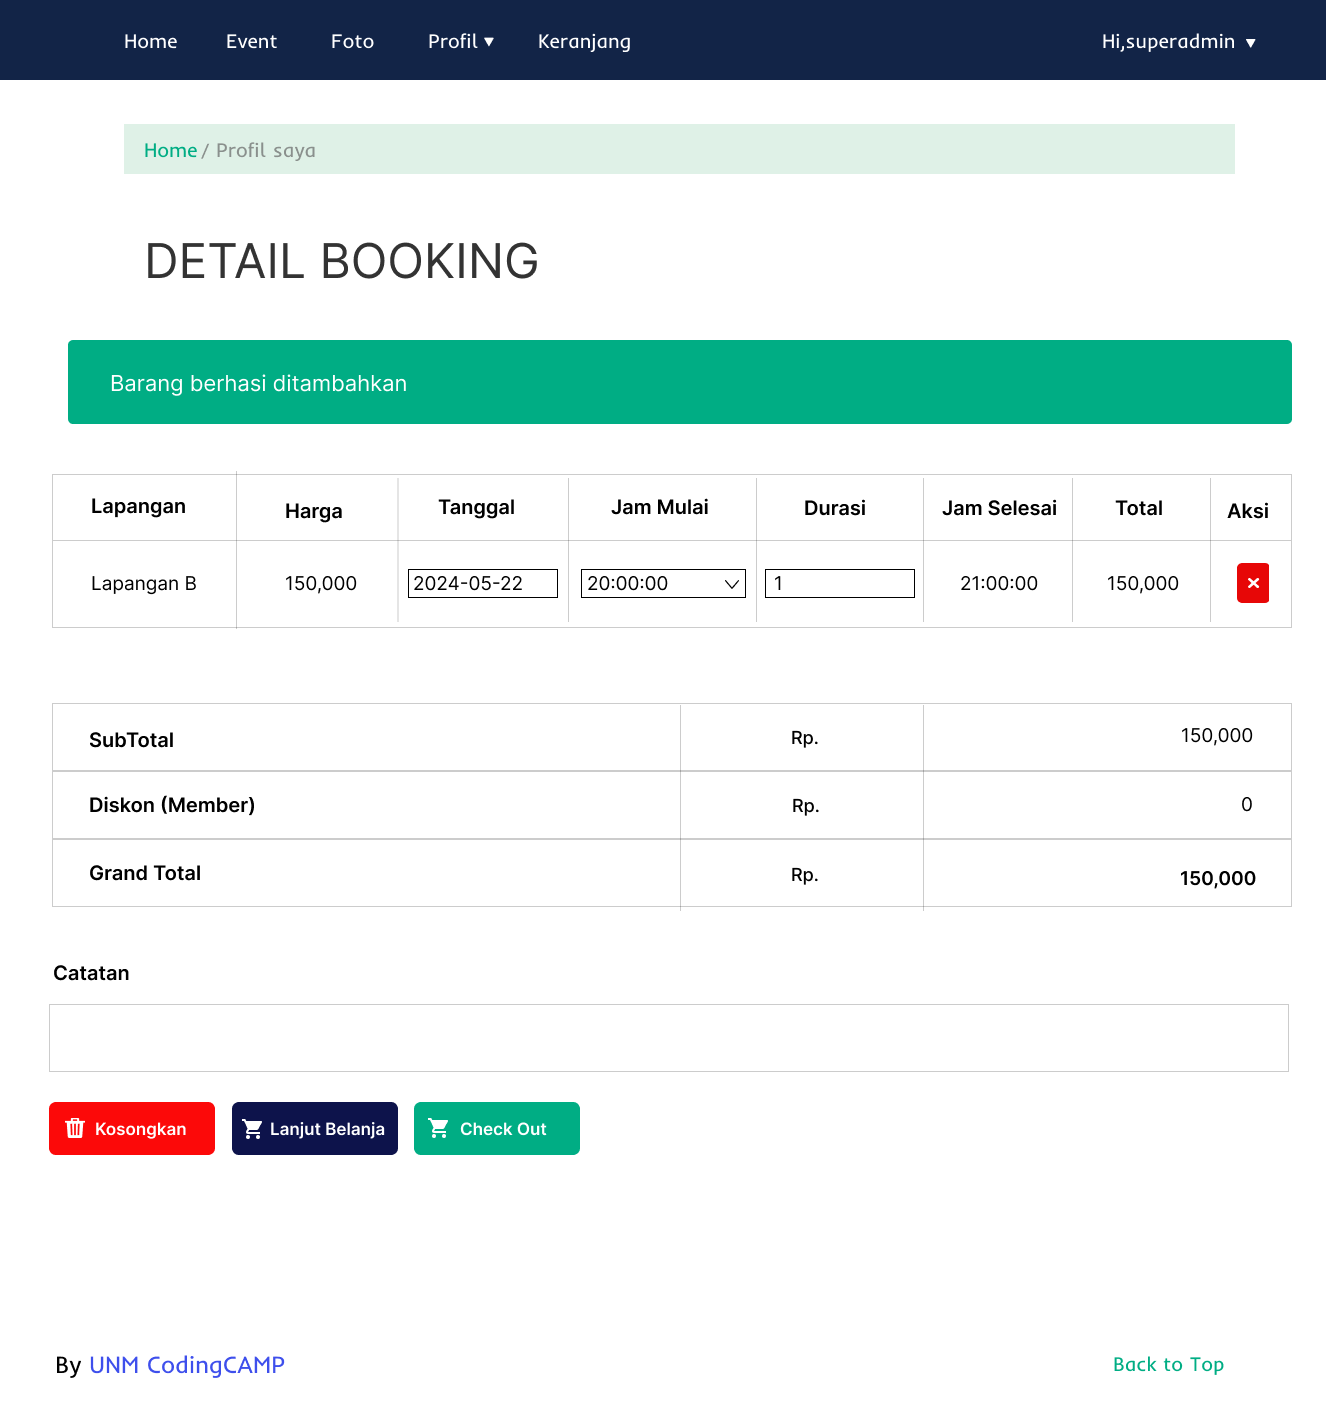 Home Event Foto Profil ▼ Keranjang Hi,superadmin ▼
Home / Profil saya
DETAIL BOOKING
Barang berhasi ditambahkan
Lapangan Harga Tanggal Jam Mulai Durasi Jam Selesai Total Aksi
Lapangan B 150,000 2024-05-22 20:00:00 1 21:00:00 150,000
SubTotal Rp. 150,000
Diskon (Member) Rp. 0
Grand Total Rp. 150,000
Catatan
Kosongkan Lanjut Belanja Check Out
By UNM CodingCAMP Back to Top